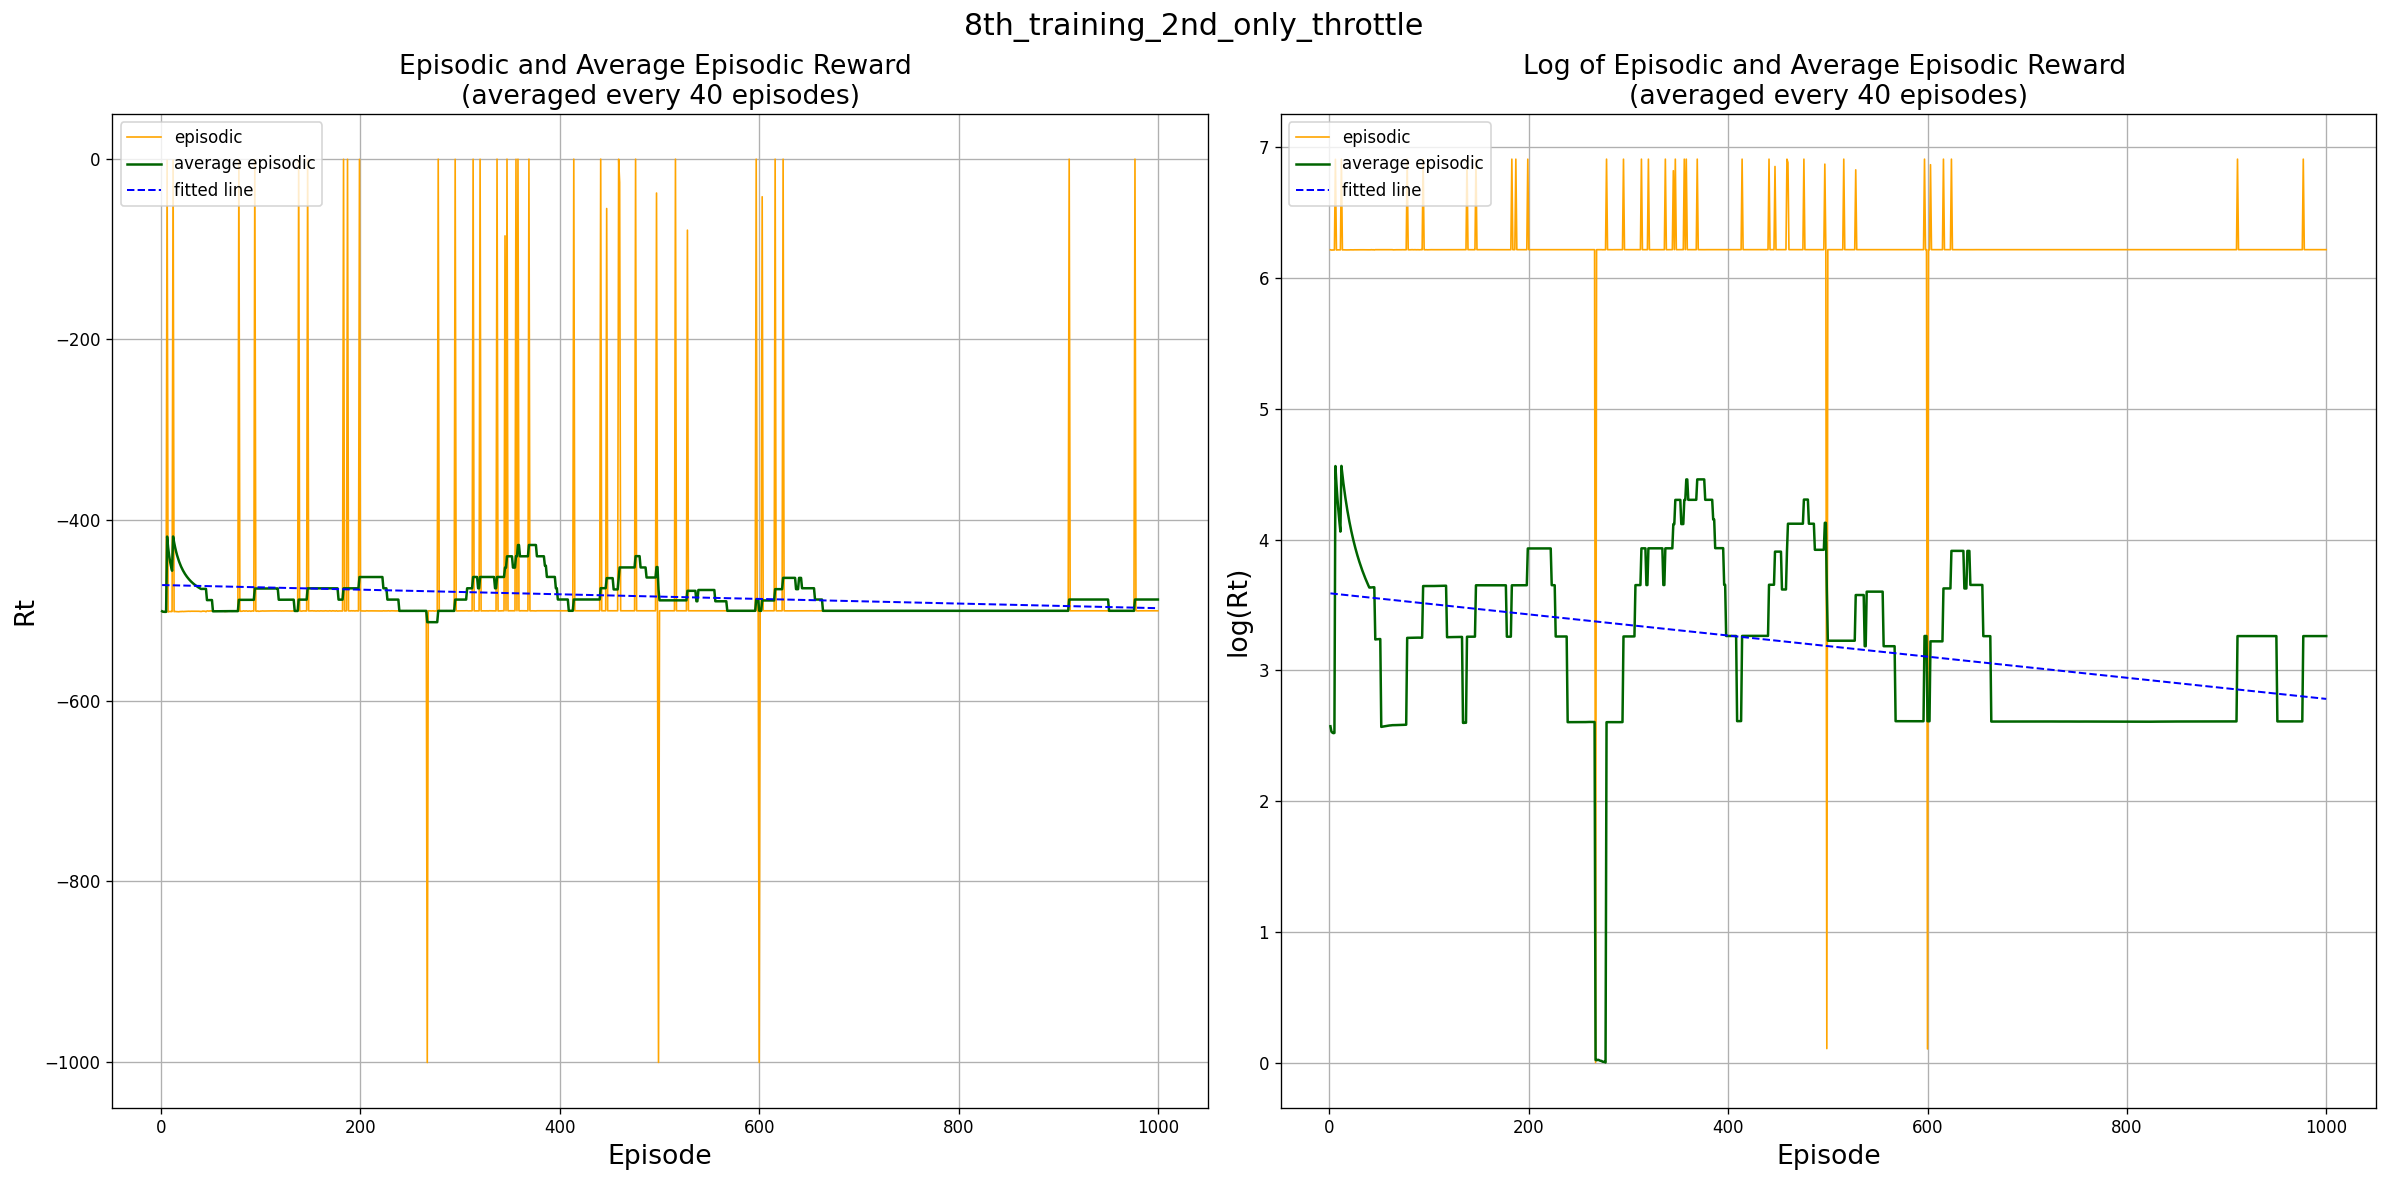 8th_training_2nd_only_throttle
Episodic and Average Episodic Reward
(averaged every 40 episodes)
episodic
average episodic
fitted line
0
−200
−400
−600
−800
−1000
Rt
0 200 400 600 800 1000
Episode
Log of Episodic and Average Episodic Reward
(averaged every 40 episodes)
episodic
average episodic
fitted line
7
6
5
4
3
2
1
0
log(Rt)
0 200 400 600 800 1000
Episode